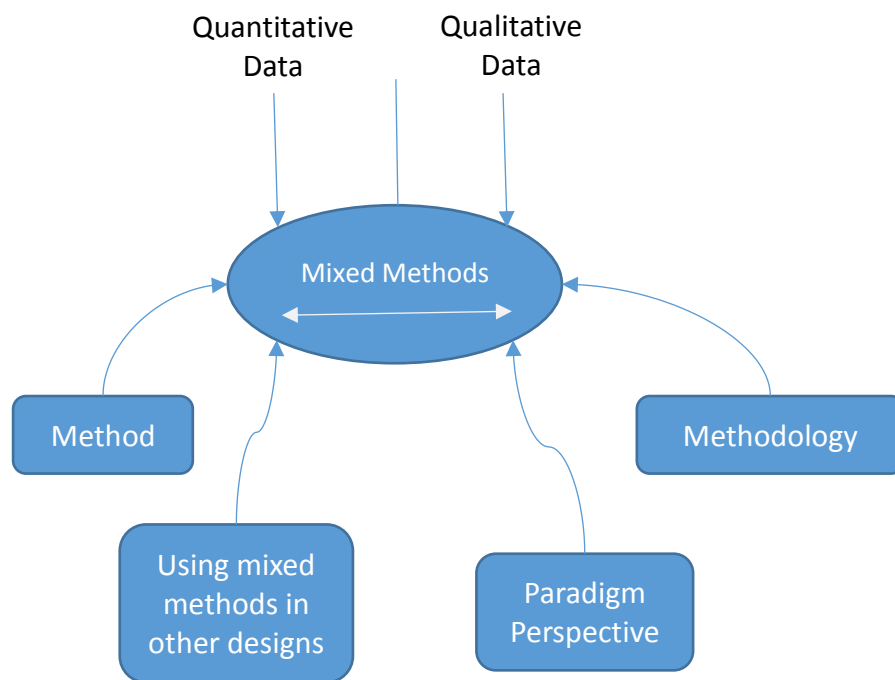 Quantitative
Data
Qualitative
Data
Mixed Methods
Method
Methodology
Using mixed
methods in
other designs
Paradigm
Perspective